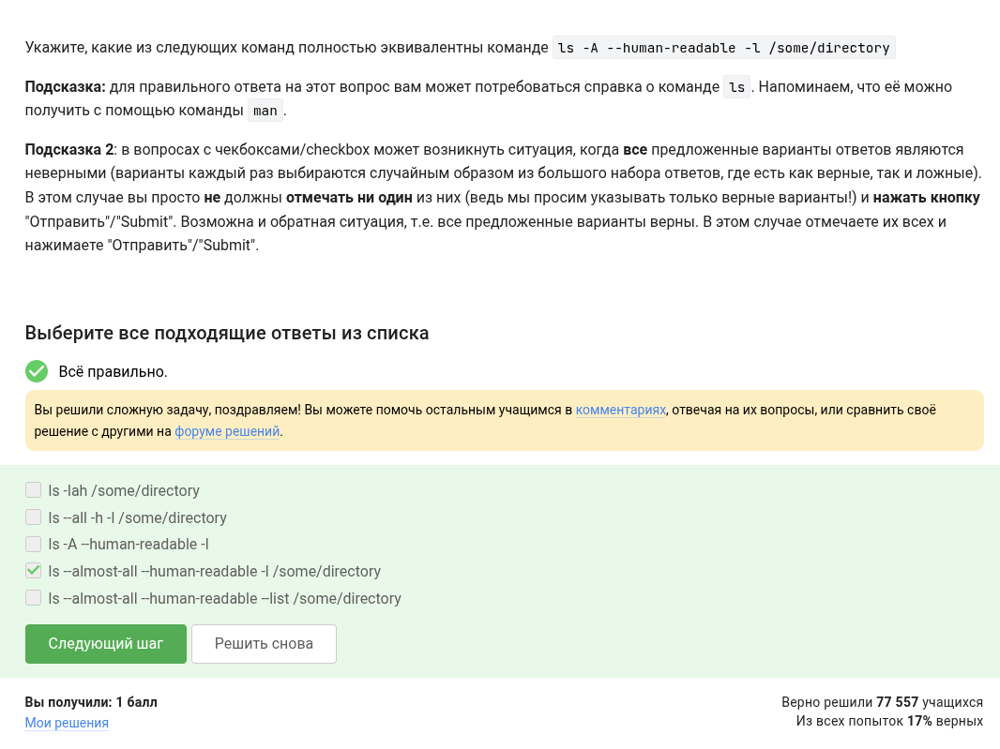 Укажите, какие из следующих команд полностью эквивалентны команде ls -A --human-readable -l /some/directory
Подсказка: для правильного ответа на этот вопрос вам может потребоваться справка о команде ls. Напоминаем, что её можно
получить с помощью команды man.
Подсказка 2: в вопросах с чекбоксами/checkbox может возникнуть ситуация, когда все предложенные варианты ответов являются
неверными (варианты каждый раз выбираются случайным образом из большого набора ответов, где есть как верные, так и ложные).
В этом случае вы просто не должны отмечать ни один из них (ведь мы просим указывать только верные варианты!) и нажать кнопку
"Отправить"/"Submit". Возможна и обратная ситуация, т.е. все предложенные варианты верны. В этом случае отмечаете их всех и
нажимаете "Отправить"/"Submit".
Выберите все подходящие ответы из списка
Всё правильно.
Вы решили сложную задачу, поздравляем! Вы можете помочь остальным учащимся в комментариях, отвечая на их вопросы, или сравнить своё
решение с другими на форуме решений.
ls -lah /some/directory
ls --all -h -l /some/directory
ls -A --human-readable -l
ls --almost-all --human-readable -l /some/directory
ls --almost-all --human-readable --list /some/directory
Следующий шаг Решить снова
Вы получили: 1 балл Верно решили 77 557 учащихся
Мои решения Из всех попыток 17% верных